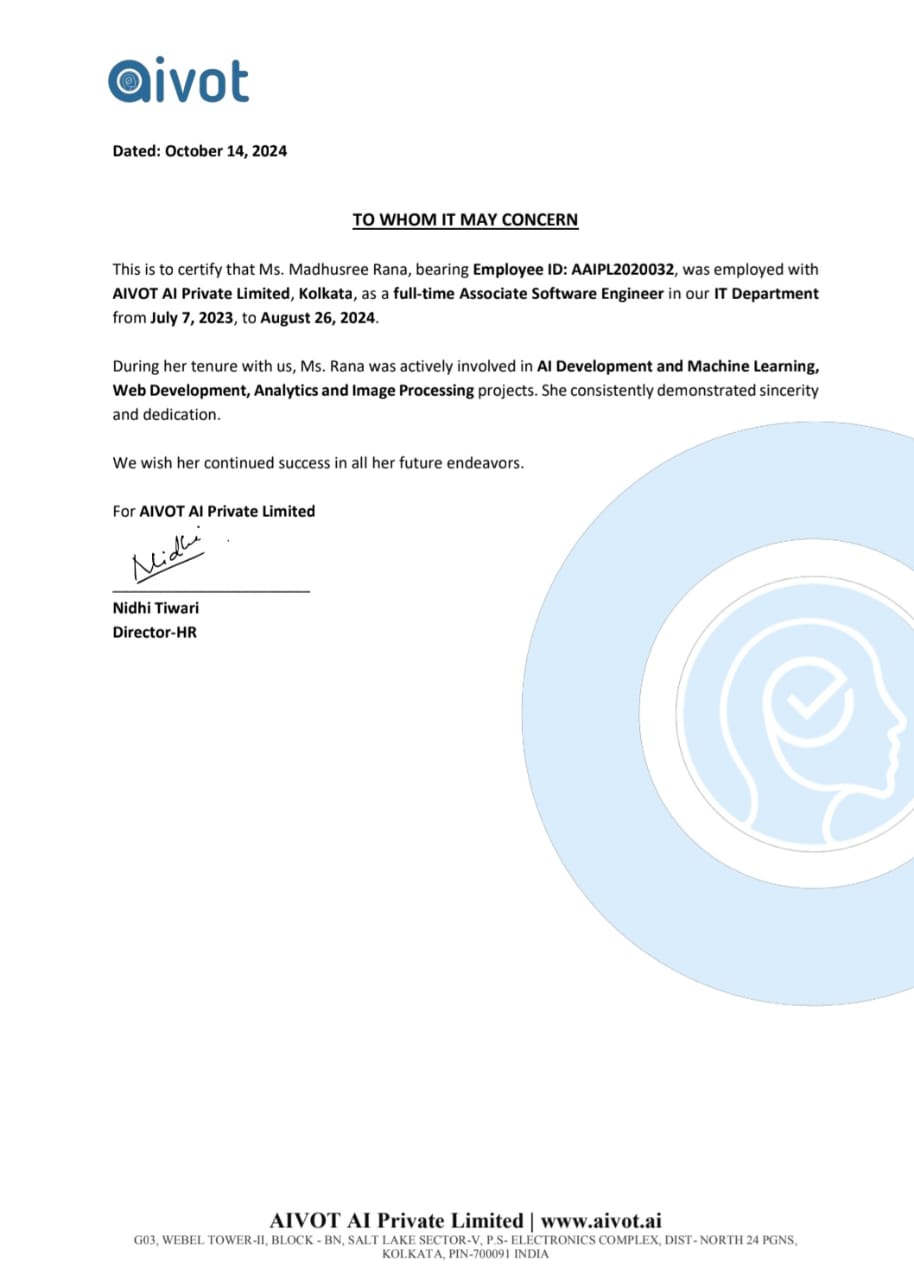 aivot
Dated: October 14, 2024
TO WHOM IT MAY CONCERN
This is to certify that Ms. Madhusree Rana, bearing Employee ID: AAIPL2020032, was employed with
AIVOT AI Private Limited, Kolkata, as a full-time Associate Software Engineer in our IT Department
from July 7, 2023, to August 26, 2024.
During her tenure with us, Ms. Rana was actively involved in AI Development and Machine Learning,
Web Development, Analytics and Image Processing projects. She consistently demonstrated sincerity
and dedication.
We wish her continued success in all her future endeavors.
For AIVOT AI Private Limited
Nidhi
Nidhi Tiwari
Director-HR
AIVOT AI Private Limited | www.aivot.ai
G03, WEBEL TOWER-II, BLOCK - BN, SALT LAKE SECTOR-V, P.S- ELECTRONICS COMPLEX, DIST- NORTH 24 PGNS,
KOLKATA, PIN-700091 INDIA